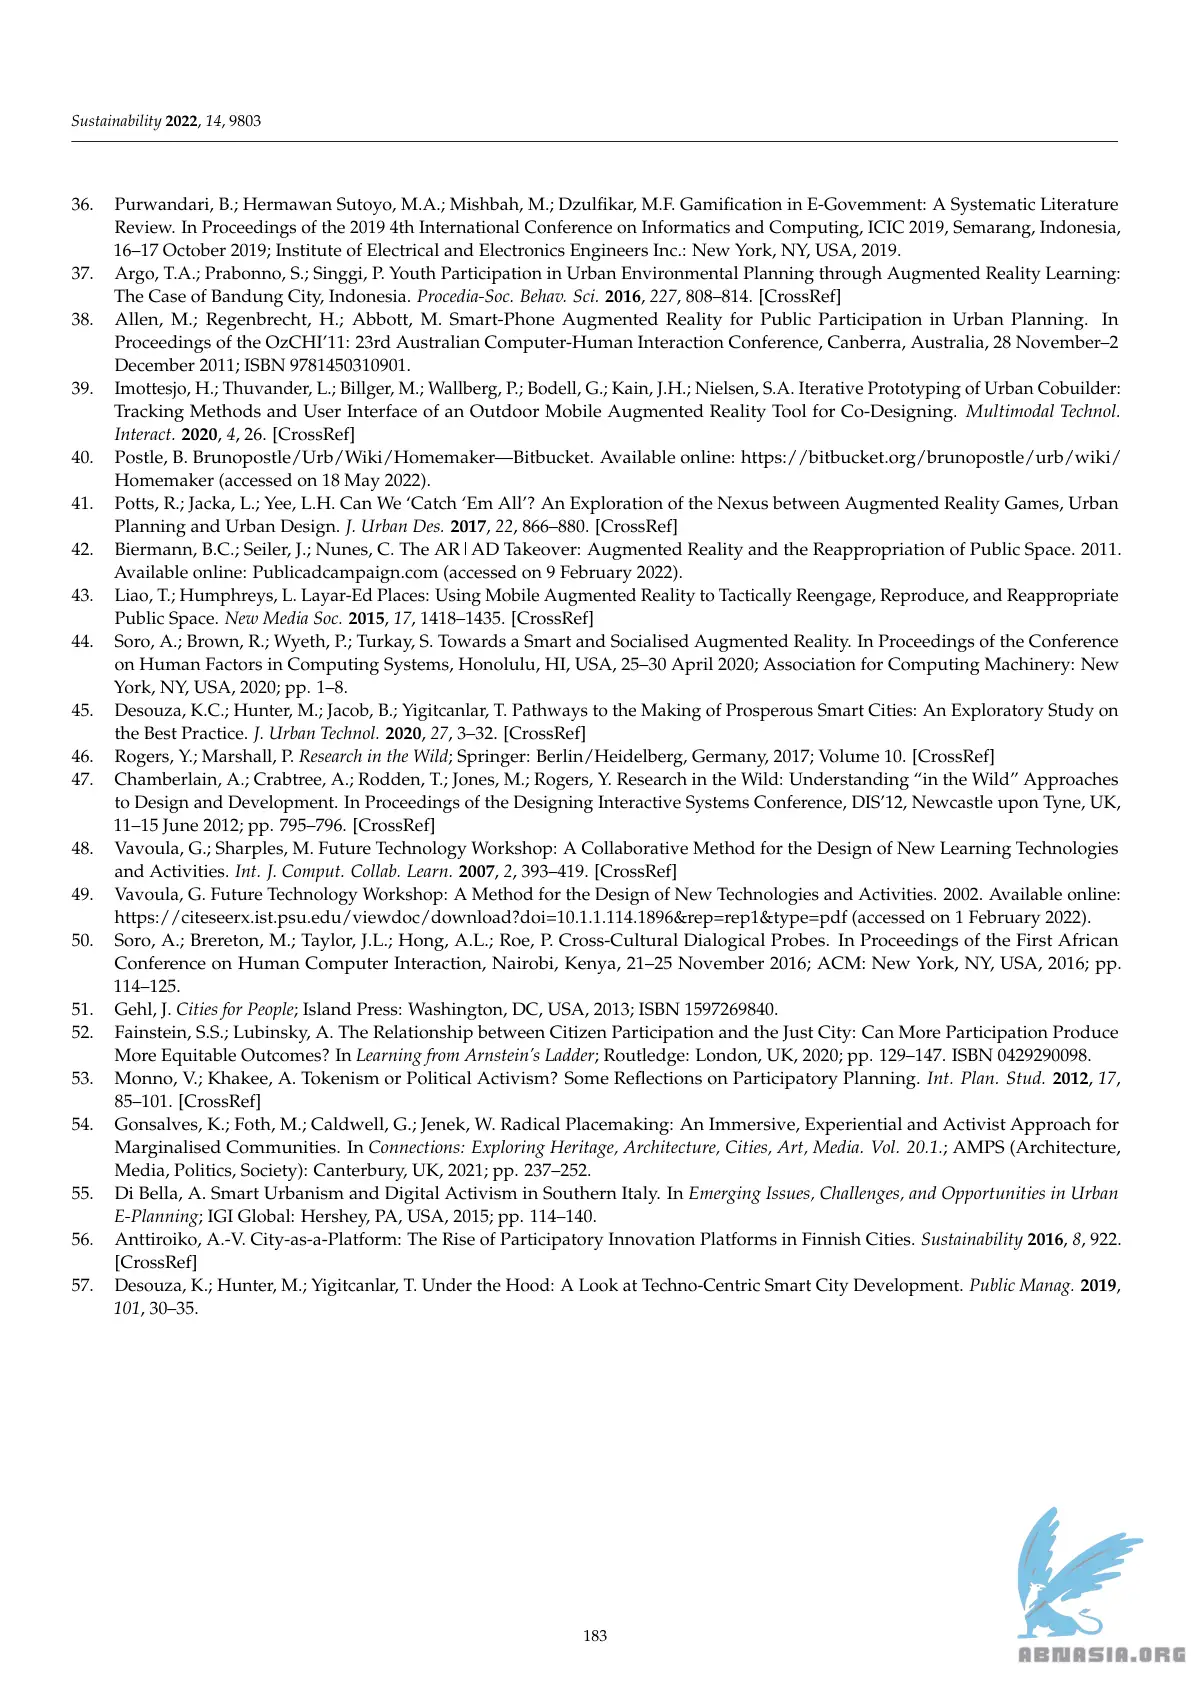 Sustainability 2022, 14, 9803
36. Purwandari, B.; Hermawan Sutoyo, M.A.; Mishbah, M.; Dzulfikar, M.F. Gamification in E-Govemment: A Systematic Literature
Review. In Proceedings of the 2019 4th International Conference on Informatics and Computing, ICIC 2019, Semarang, Indonesia,
16–17 October 2019; Institute of Electrical and Electronics Engineers Inc.: New York, NY, USA, 2019.
37. Argo, T.A.; Prabonno, S.; Singgi, P. Youth Participation in Urban Environmental Planning through Augmented Reality Learning:
The Case of Bandung City, Indonesia. Procedia-Soc. Behav. Sci. 2016, 227, 808–814. [CrossRef]
38. Allen, M.; Regenbrecht, H.; Abbott, M. Smart-Phone Augmented Reality for Public Participation in Urban Planning. In
Proceedings of the OzCHI’11: 23rd Australian Computer-Human Interaction Conference, Canberra, Australia, 28 November–2
December 2011; ISBN 9781450310901.
39. Imottesjo, H.; Thuvander, L.; Billger, M.; Wallberg, P.; Bodell, G.; Kain, J.H.; Nielsen, S.A. Iterative Prototyping of Urban Cobuilder:
Tracking Methods and User Interface of an Outdoor Mobile Augmented Reality Tool for Co-Designing. Multimodal Technol.
Interact. 2020, 4, 26. [CrossRef]
40. Postle, B. Brunopostle/Urb/Wiki/Homemaker—Bitbucket. Available online: https://bitbucket.org/brunopostle/urb/wiki/
Homemaker (accessed on 18 May 2022).
41. Potts, R.; Jacka, L.; Yee, L.H. Can We ‘Catch ‘Em All’? An Exploration of the Nexus between Augmented Reality Games, Urban
Planning and Urban Design. J. Urban Des. 2017, 22, 866–880. [CrossRef]
42. Biermann, B.C.; Seiler, J.; Nunes, C. The AR|AD Takeover: Augmented Reality and the Reappropriation of Public Space. 2011.
Available online: Publicadcampaign.com (accessed on 9 February 2022).
43. Liao, T.; Humphreys, L. Layar-Ed Places: Using Mobile Augmented Reality to Tactically Reengage, Reproduce, and Reappropriate
Public Space. New Media Soc. 2015, 17, 1418–1435. [CrossRef]
44. Soro, A.; Brown, R.; Wyeth, P.; Turkay, S. Towards a Smart and Socialised Augmented Reality. In Proceedings of the Conference
on Human Factors in Computing Systems, Honolulu, HI, USA, 25–30 April 2020; Association for Computing Machinery: New
York, NY, USA, 2020; pp. 1–8.
45. Desouza, K.C.; Hunter, M.; Jacob, B.; Yigitcanlar, T. Pathways to the Making of Prosperous Smart Cities: An Exploratory Study on
the Best Practice. J. Urban Technol. 2020, 27, 3–32. [CrossRef]
46. Rogers, Y.; Marshall, P. Research in the Wild; Springer: Berlin/Heidelberg, Germany, 2017; Volume 10. [CrossRef]
47. Chamberlain, A.; Crabtree, A.; Rodden, T.; Jones, M.; Rogers, Y. Research in the Wild: Understanding “in the Wild” Approaches
to Design and Development. In Proceedings of the Designing Interactive Systems Conference, DIS’12, Newcastle upon Tyne, UK,
11–15 June 2012; pp. 795–796. [CrossRef]
48. Vavoula, G.; Sharples, M. Future Technology Workshop: A Collaborative Method for the Design of New Learning Technologies
and Activities. Int. J. Comput. Collab. Learn. 2007, 2, 393–419. [CrossRef]
49. Vavoula, G. Future Technology Workshop: A Method for the Design of New Technologies and Activities. 2002. Available online:
https://citeseerx.ist.psu.edu/viewdoc/download?doi=10.1.1.114.1896&rep=rep1&type=pdf (accessed on 1 February 2022).
50. Soro, A.; Brereton, M.; Taylor, J.L.; Hong, A.L.; Roe, P. Cross-Cultural Dialogical Probes. In Proceedings of the First African
Conference on Human Computer Interaction, Nairobi, Kenya, 21–25 November 2016; ACM: New York, NY, USA, 2016; pp.
114–125.
51. Gehl, J. Cities for People; Island Press: Washington, DC, USA, 2013; ISBN 1597269840.
52. Fainstein, S.S.; Lubinsky, A. The Relationship between Citizen Participation and the Just City: Can More Participation Produce
More Equitable Outcomes? In Learning from Arnstein’s Ladder; Routledge: London, UK, 2020; pp. 129–147. ISBN 0429290098.
53. Monno, V.; Khakee, A. Tokenism or Political Activism? Some Reflections on Participatory Planning. Int. Plan. Stud. 2012, 17,
85–101. [CrossRef]
54. Gonsalves, K.; Foth, M.; Caldwell, G.; Jenek, W. Radical Placemaking: An Immersive, Experiential and Activist Approach for
Marginalised Communities. In Connections: Exploring Heritage, Architecture, Cities, Art, Media. Vol. 20.1.; AMPS (Architecture,
Media, Politics, Society): Canterbury, UK, 2021; pp. 237–252.
55. Di Bella, A. Smart Urbanism and Digital Activism in Southern Italy. In Emerging Issues, Challenges, and Opportunities in Urban
E-Planning; IGI Global: Hershey, PA, USA, 2015; pp. 114–140.
56. Anttiroiko, A.-V. City-as-a-Platform: The Rise of Participatory Innovation Platforms in Finnish Cities. Sustainability 2016, 8, 922.
[CrossRef]
57. Desouza, K.; Hunter, M.; Yigitcanlar, T. Under the Hood: A Look at Techno-Centric Smart City Development. Public Manag. 2019,
101, 30–35.
183
ABNASIA.ORG